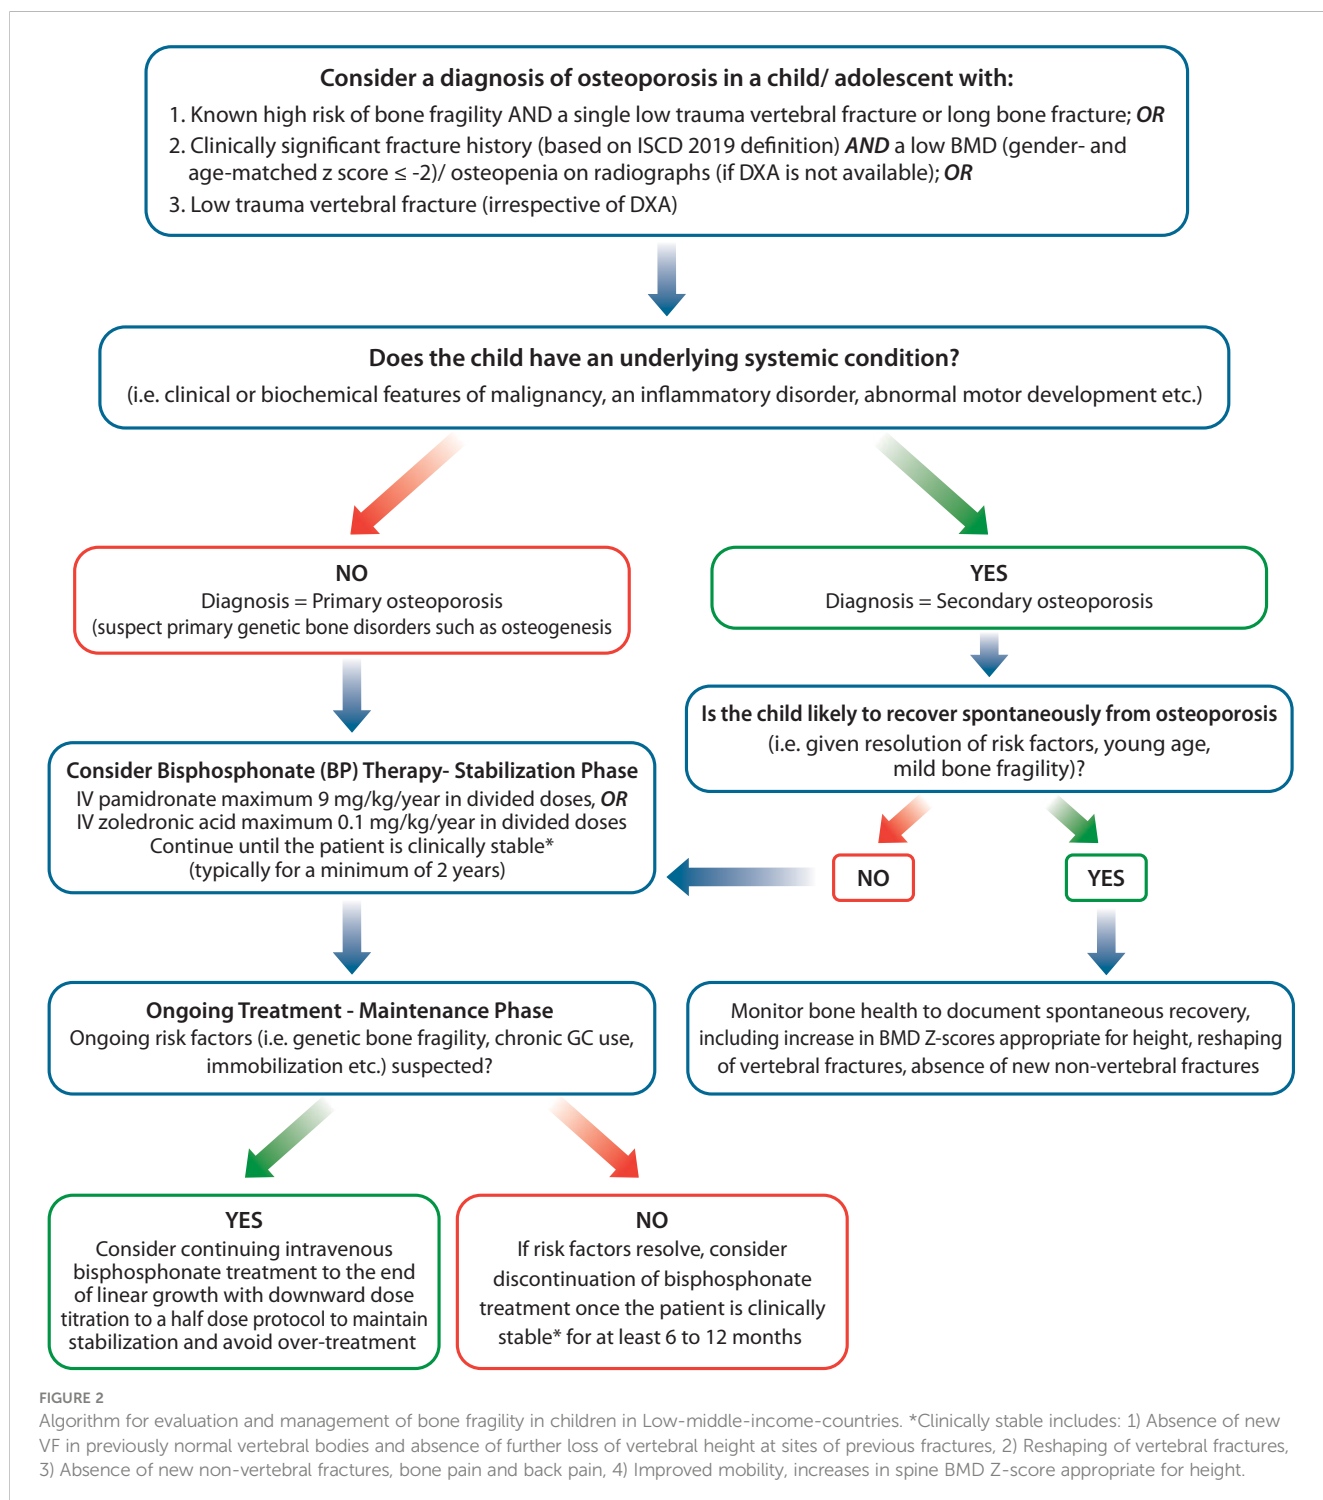 Consider a diagnosis of osteoporosis in a child/ adolescent with:
1. Known high risk of bone fragility AND a single low trauma vertebral fracture or long bone fracture; OR
2. Clinically significant fracture history (based on ISCD 2019 definition) AND a low BMD (gender- and
age-matched z score ≤ -2)/ osteopenia on radiographs (if DXA is not available); OR
3. Low trauma vertebral fracture (irrespective of DXA)
Does the child have an underlying systemic condition?
(i.e. clinical or biochemical features of malignancy, an inflammatory disorder, abnormal motor development etc.)
NO
Diagnosis = Primary osteoporosis
(suspect primary genetic bone disorders such as osteogenesis
YES
Diagnosis = Secondary osteoporosis
Is the child likely to recover spontaneously from osteoporosis
(i.e. given resolution of risk factors, young age,
mild bone fragility)?
Consider Bisphosphonate (BP) Therapy- Stabilization Phase
IV pamidronate maximum 9 mg/kg/year in divided doses, OR
IV zoledronic acid maximum 0.1 mg/kg/year in divided doses
Continue until the patient is clinically stable*
(typically for a minimum of 2 years)
NO
YES
Ongoing Treatment - Maintenance Phase
Ongoing risk factors (i.e. genetic bone fragility, chronic GC use,
immobilization etc.) suspected?
Monitor bone health to document spontaneous recovery,
including increase in BMD Z-scores appropriate for height, reshaping
of vertebral fractures, absence of new non-vertebral fractures
YES
Consider continuing intravenous
bisphosphonate treatment to the end
of linear growth with downward dose
titration to a half dose protocol to maintain
stabilization and avoid over-treatment
NO
If risk factors resolve, consider
discontinuation of bisphosphonate
treatment once the patient is clinically
stable* for at least 6 to 12 months
FIGURE 2
Algorithm for evaluation and management of bone fragility in children in Low-middle-income-countries. *Clinically stable includes: 1) Absence of new
VF in previously normal vertebral bodies and absence of further loss of vertebral height at sites of previous fractures, 2) Reshaping of vertebral fractures,
3) Absence of new non-vertebral fractures, bone pain and back pain, 4) Improved mobility, increases in spine BMD Z-score appropriate for height.